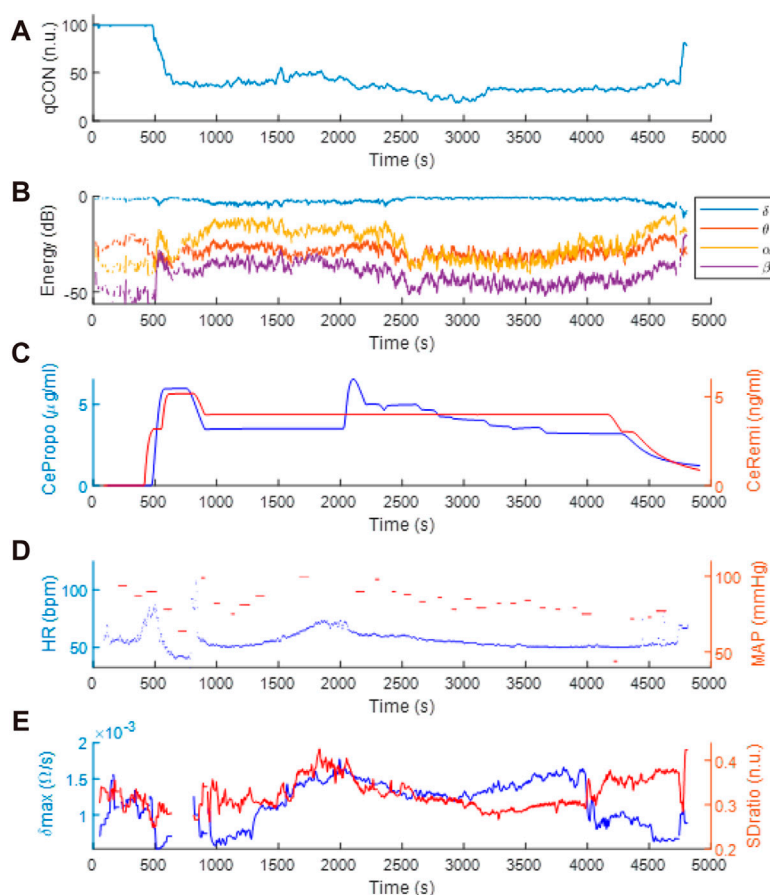 A
qCON (n.u.)
100
50
0
0 500 1000 1500 2000 2500 3000 3500 4000 4500 5000
Time (s)
B
Energy (dB)
0
-50
δ
θ
α
β
0 500 1000 1500 2000 2500 3000 3500 4000 4500 5000
Time (s)
C
CePropo (μ g/ml)
5
0
CeRemi (ng/ml)
5
0
0 500 1000 1500 2000 2500 3000 3500 4000 4500 5000
Time (s)
D
HR (bpm)
100
50
MAP (mmHg)
100
50
0 500 1000 1500 2000 2500 3000 3500 4000 4500 5000
Time (s)
E
×10⁻³
δmax (Ω/s)
2
1.5
1
SDratio (n.u.)
0.4
0.3
0.2
0 500 1000 1500 2000 2500 3000 3500 4000 4500 5000
Time (s)